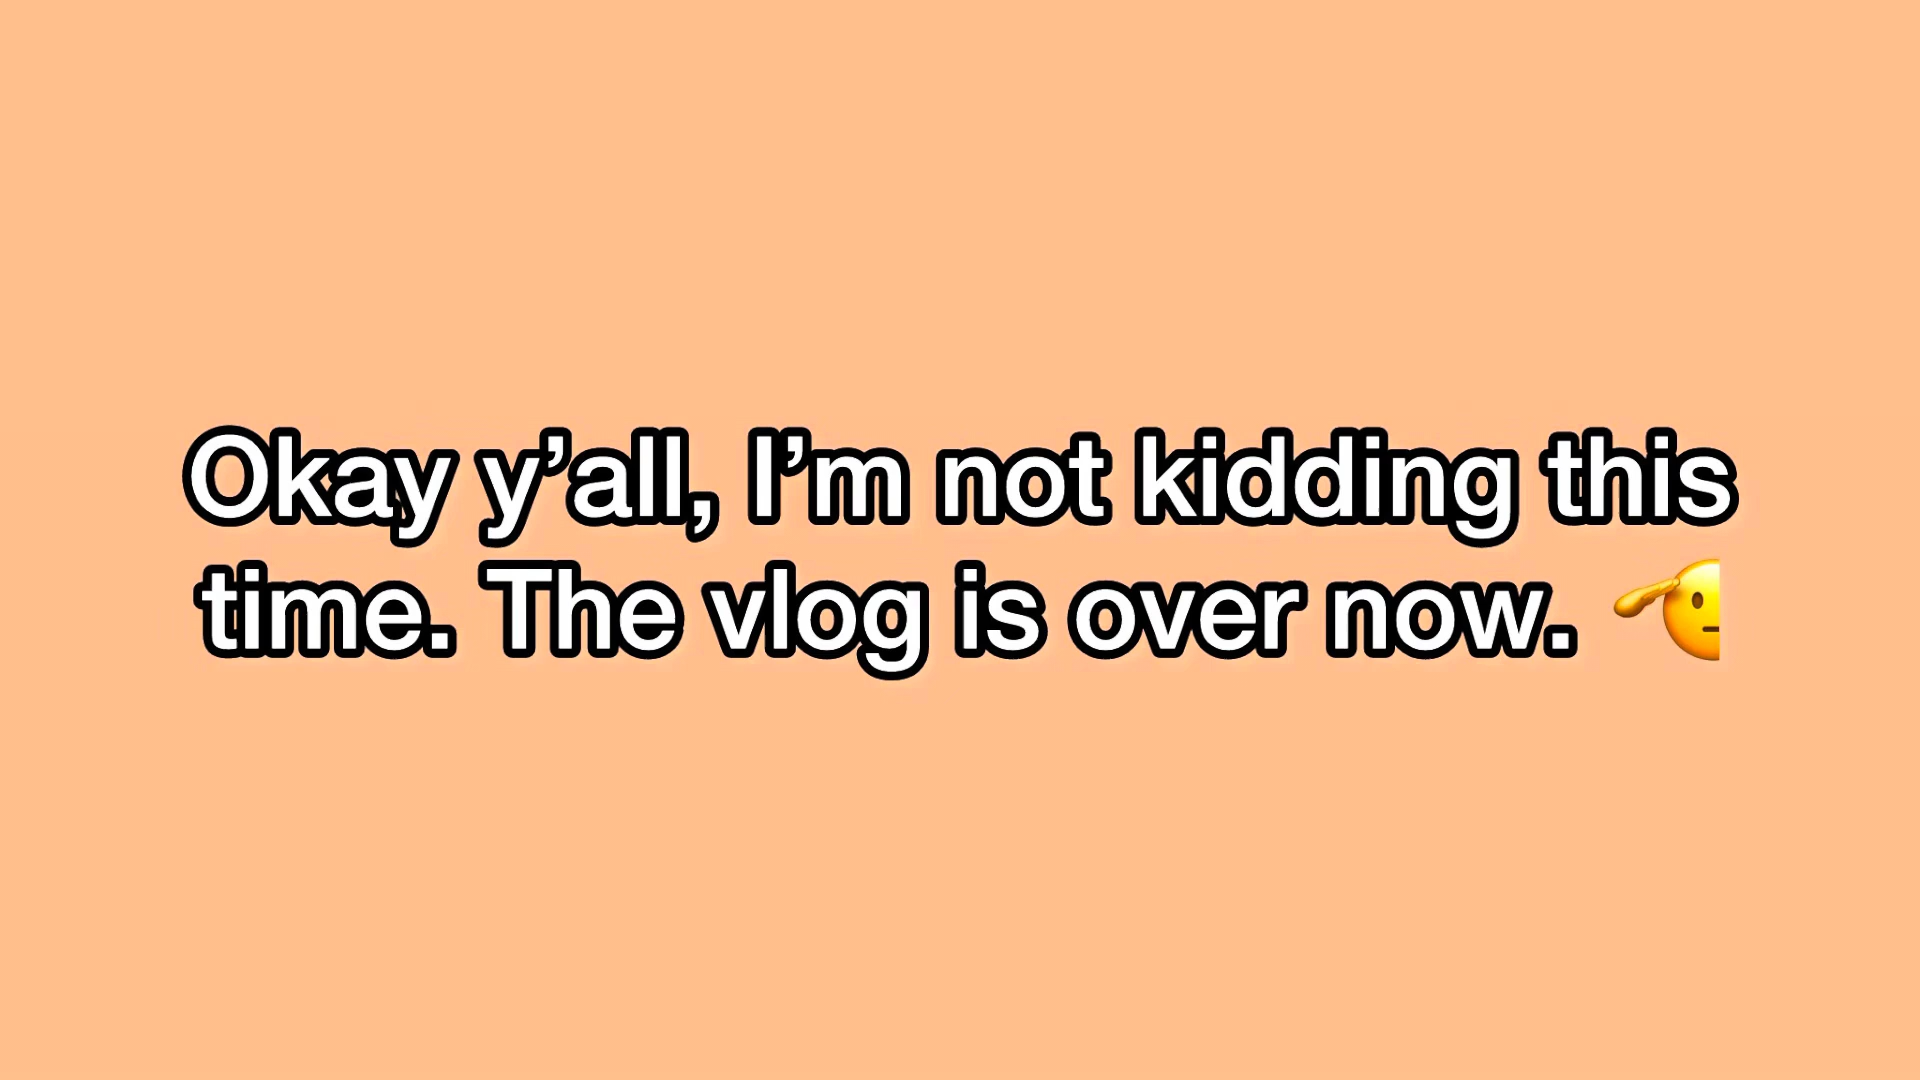 Okay y’all, I’m not kidding this
time. The vlog is over now. 🫡